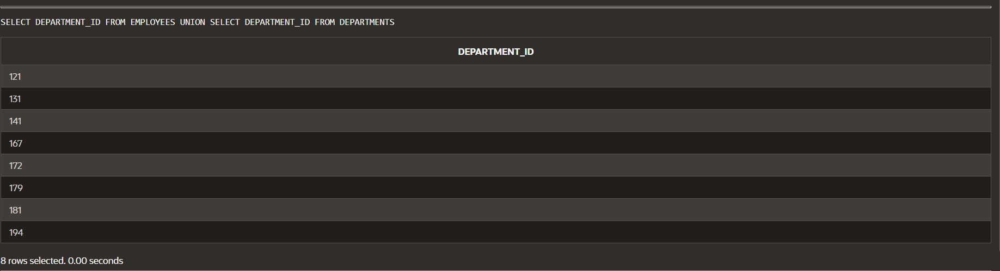 SELECT DEPARTMENT_ID FROM EMPLOYEES UNION SELECT DEPARTMENT_ID FROM DEPARTMENTS
DEPARTMENT_ID
121
131
141
167
172
179
181
194
8 rows selected. 0.00 seconds